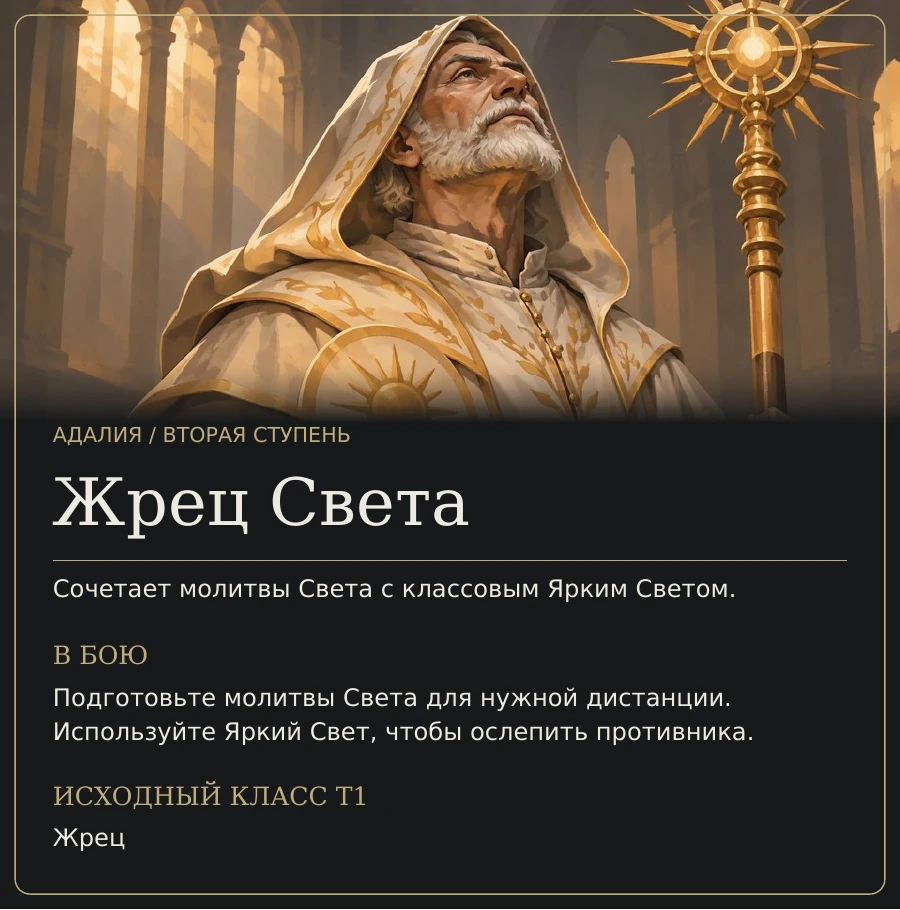 АДАЛИЯ / ВТОРАЯ СТУПЕНЬ
Жрец Света
Сочетает молитвы Света с классовым Ярким Светом.
В БОЮ
Подготовьте молитвы Света для нужной дистанции.
Используйте Яркий Свет, чтобы ослепить противника.
ИСХОДНЫЙ КЛАСС Т1
Жрец